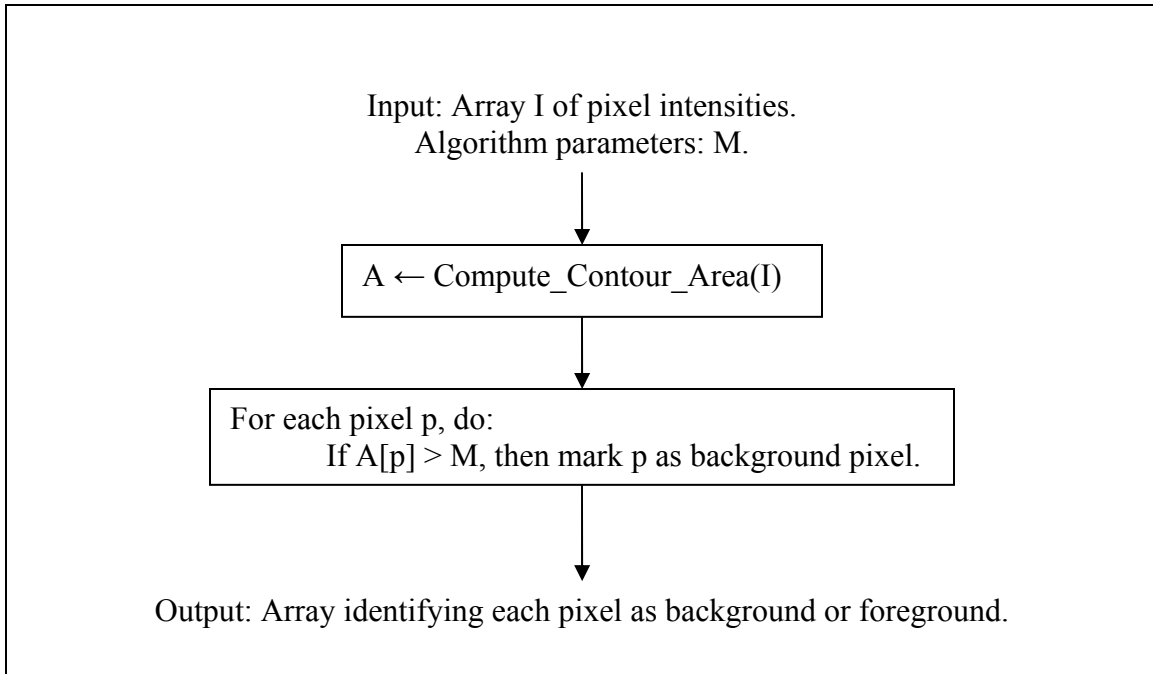 Input: Array I of pixel intensities.
Algorithm parameters: M.
A ← Compute_Contour_Area(I)
For each pixel p, do:
If A[p] > M, then mark p as background pixel.
Output: Array identifying each pixel as background or foreground.